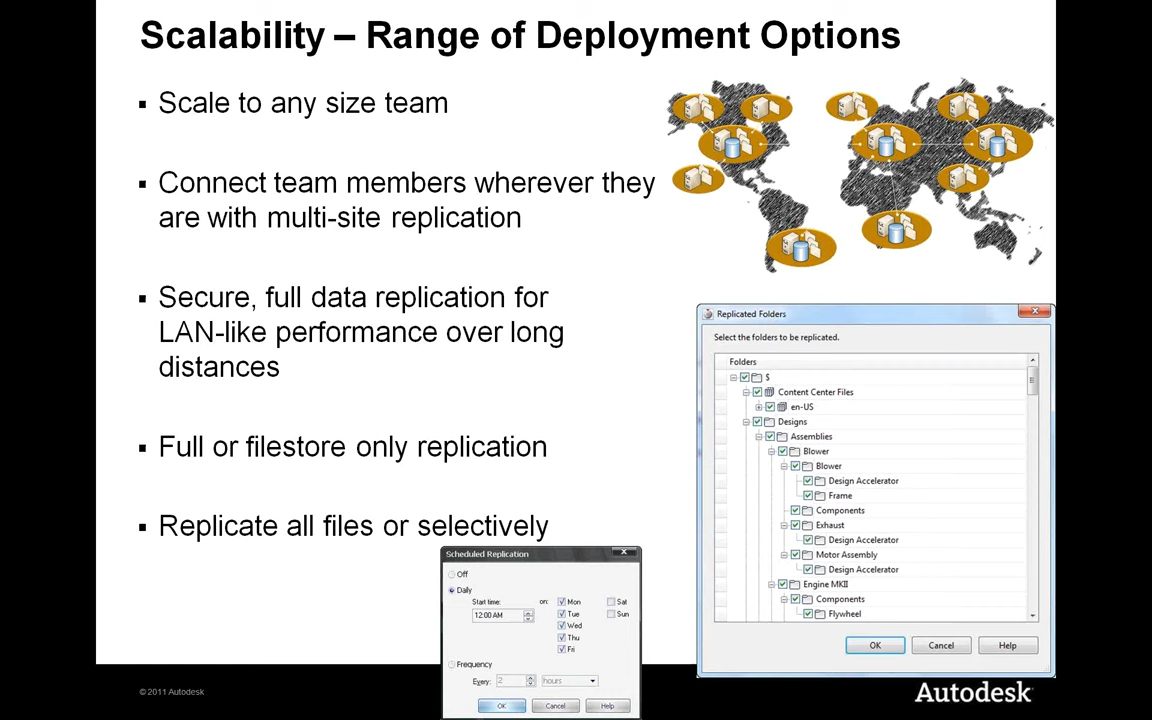 Scalability – Range of Deployment Options
▪ Scale to any size team
▪ Connect team members wherever they
are with multi-site replication
▪ Secure, full data replication for
LAN-like performance over long
distances
▪ Full or filestore only replication
▪ Replicate all files or selectively
Replicated Folders
Select the folders to be replicated.
Folders
$
Content Center Files
en-US
Designs
Assemblies
Blower
Blower
Design Accelerator
Frame
Components
Exhaust
Design Accelerator
Motor Assembly
Design Accelerator
Engine MKII
Components
Flywheel
OK Cancel Help
Scheduled Replication
Off
Daily
Start time: on: Mon Sat
12:00 AM Tue Sun
Wed
Thu
Fri
Frequency
Every: 2 hours
OK Cancel Help
© 2011 Autodesk
Autodesk